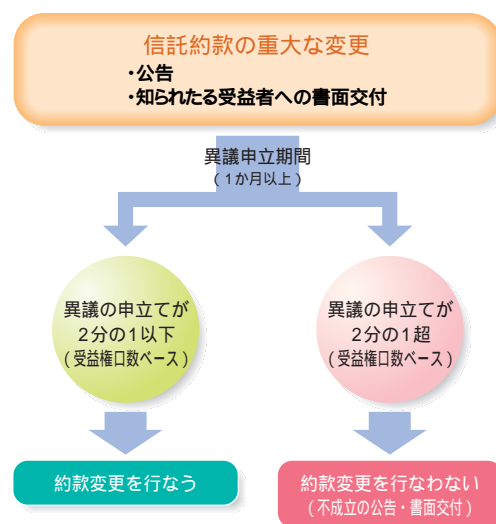 信託約款の重大な変更
・公告
・知られたる受益者への書面交付
異議申立期間
(1か月以上)
異議の申立てが
2分の1以下
(受益権口数ベース)
異議の申立てが
2分の1超
(受益権口数ベース)
約款変更を行なう
約款変更を行なわない
(不成立の公告・書面交付)